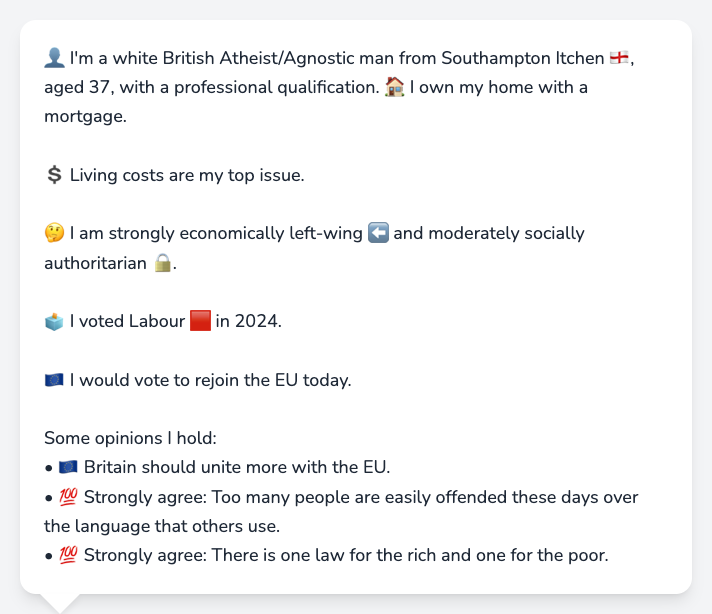 👤 I'm a white British Atheist/Agnostic man from Southampton Itchen 🏴󠁧󠁢󠁥󠁮󠁧󠁿,
aged 37, with a professional qualification. 🏠 I own my home with a
mortgage.
💲 Living costs are my top issue.
🤔 I am strongly economically left-wing ⬅️ and moderately socially
authoritarian 🔒.
🗳️ I voted Labour 🟥 in 2024.
🇪🇺 I would vote to rejoin the EU today.
Some opinions I hold:
• 🇪🇺 Britain should unite more with the EU.
• 💯 Strongly agree: Too many people are easily offended these days over
the language that others use.
• 💯 Strongly agree: There is one law for the rich and one for the poor.